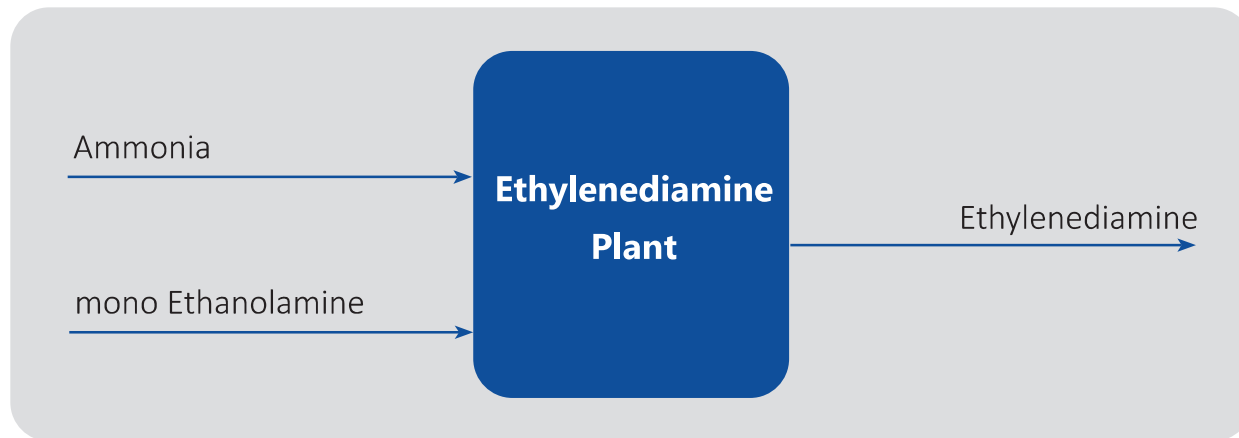 Ammonia
mono Ethanolamine
Ethylenediamine
Plant
Ethylenediamine